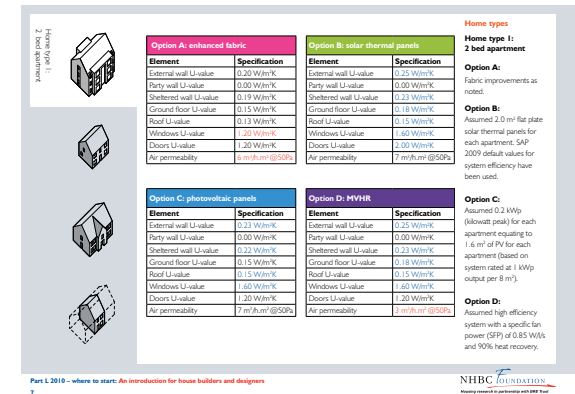 Home type 1:
2 bed apartment
Option A: enhanced fabric
Element Specification
External wall U-value 0.20 W/m²K
Party wall U-value 0.00 W/m²K
Sheltered wall U-value 0.19 W/m²K
Ground floor U-value 0.15 W/m²K
Roof U-value 0.13 W/m²K
Windows U-value 1.20 W/m²K
Doors U-value 1.20 W/m²K
Air permeability 6 m³/h.m² @50Pa
Option B: solar thermal panels
Element Specification
External wall U-value 0.25 W/m²K
Party wall U-value 0.00 W/m²K
Sheltered wall U-value 0.23 W/m²K
Ground floor U-value 0.18 W/m²K
Roof U-value 0.15 W/m²K
Windows U-value 1.60 W/m²K
Doors U-value 2.00 W/m²K
Air permeability 7 m³/h.m² @50Pa
Option C: photovoltaic panels
Element Specification
External wall U-value 0.23 W/m²K
Party wall U-value 0.00 W/m²K
Sheltered wall U-value 0.22 W/m²K
Ground floor U-value 0.15 W/m²K
Roof U-value 0.15 W/m²K
Windows U-value 1.60 W/m²K
Doors U-value 1.20 W/m²K
Air permeability 7 m³/h.m² @50Pa
Option D: MVHR
Element Specification
External wall U-value 0.25 W/m²K
Party wall U-value 0.00 W/m²K
Sheltered wall U-value 0.23 W/m²K
Ground floor U-value 0.18 W/m²K
Roof U-value 0.15 W/m²K
Windows U-value 1.60 W/m²K
Doors U-value 1.20 W/m²K
Air permeability 3 m³/h.m² @50Pa
Home types
Home type 1:
2 bed apartment
Option A:
Fabric improvements as
noted.
Option B:
Assumed 2.0 m² flat plate
solar thermal panels for
each apartment. SAP
2009 default values for
system efficiency have
been used.
Option C:
Assumed 0.2 kWp
(kilowatt peak) for each
apartment equating to
1.6 m² of PV for each
apartment (based on
system rated at 1 kWp
output per 8 m²).
Option D:
Assumed high efficiency
system with a specific fan
power (SFP) of 0.85 W/l/s
and 90% heat recovery.
Part L 2010 – where to start: An introduction for house builders and designers
7
NHBC FOUNDATION
Housing research in partnership with BRE Trust